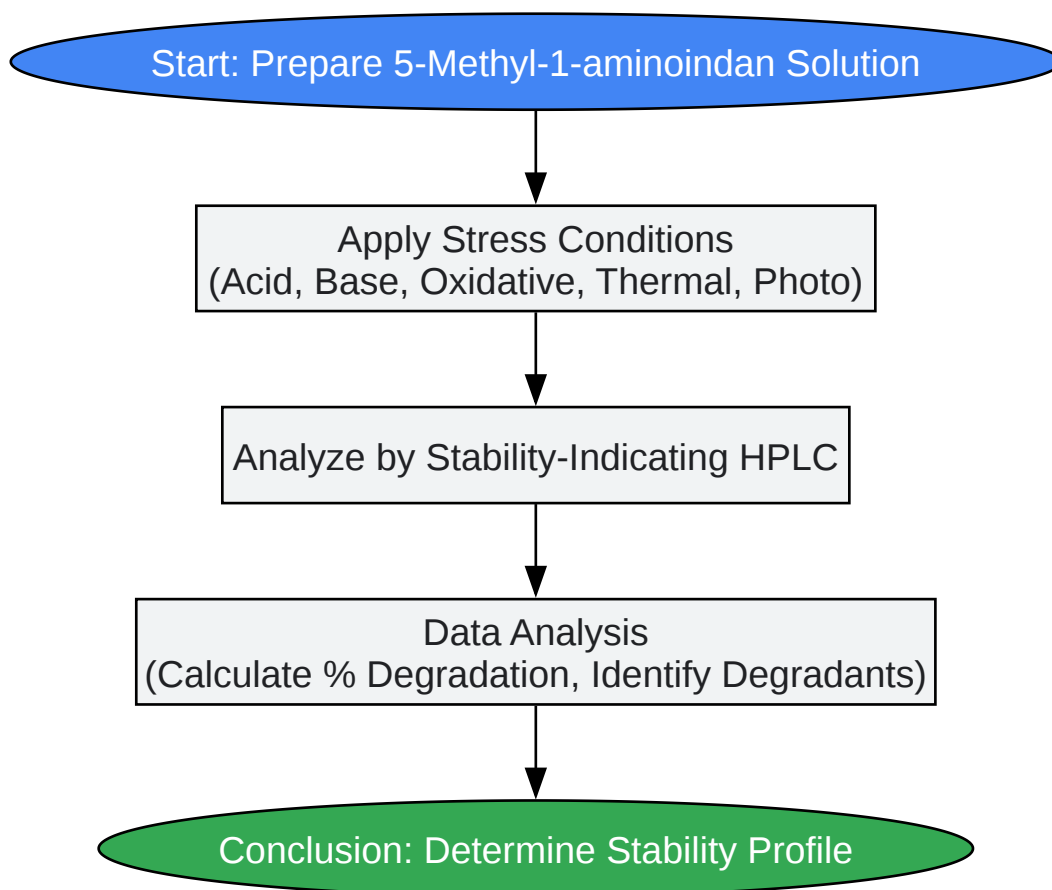 Start: Prepare 5-Methyl-1-aminoindan Solution
Apply Stress Conditions
(Acid, Base, Oxidative, Thermal, Photo)
Analyze by Stability-Indicating HPLC
Data Analysis
(Calculate % Degradation, Identify Degradants)
Conclusion: Determine Stability Profile